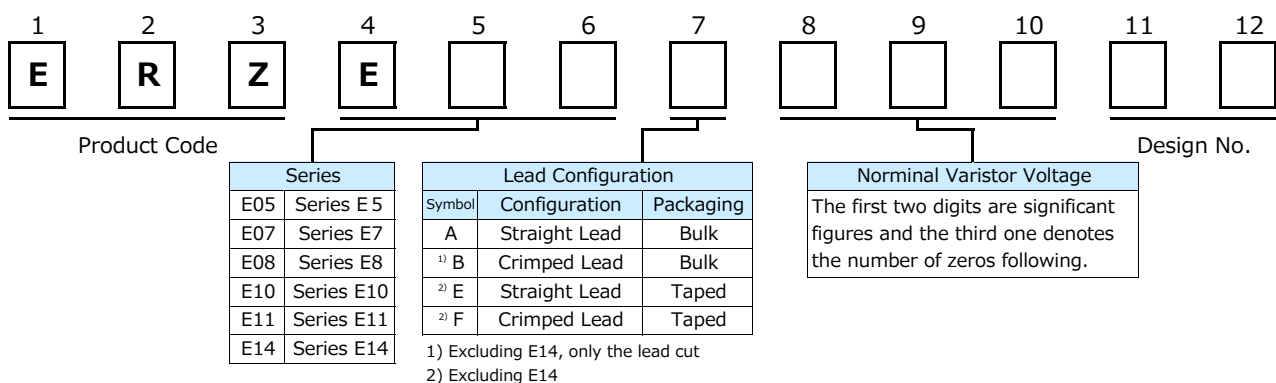 1 2 3 4 5 6 7 8 9 10 11 12
E R Z E
Product Code
Design No.
Series
E05 Series E 5
E07 Series E7
E08 Series E8
E10 Series E10
E11 Series E11
E14 Series E14
Lead Configuration
Symbol Configuration Packaging
A Straight Lead Bulk
1) B Crimped Lead Bulk
2) E Straight Lead Taped
2) F Crimped Lead Taped
1) Excluding E14, only the lead cut
2) Excluding E14
Norminal Varistor Voltage
The first two digits are significant
figures and the third one denotes
the number of zeros following.